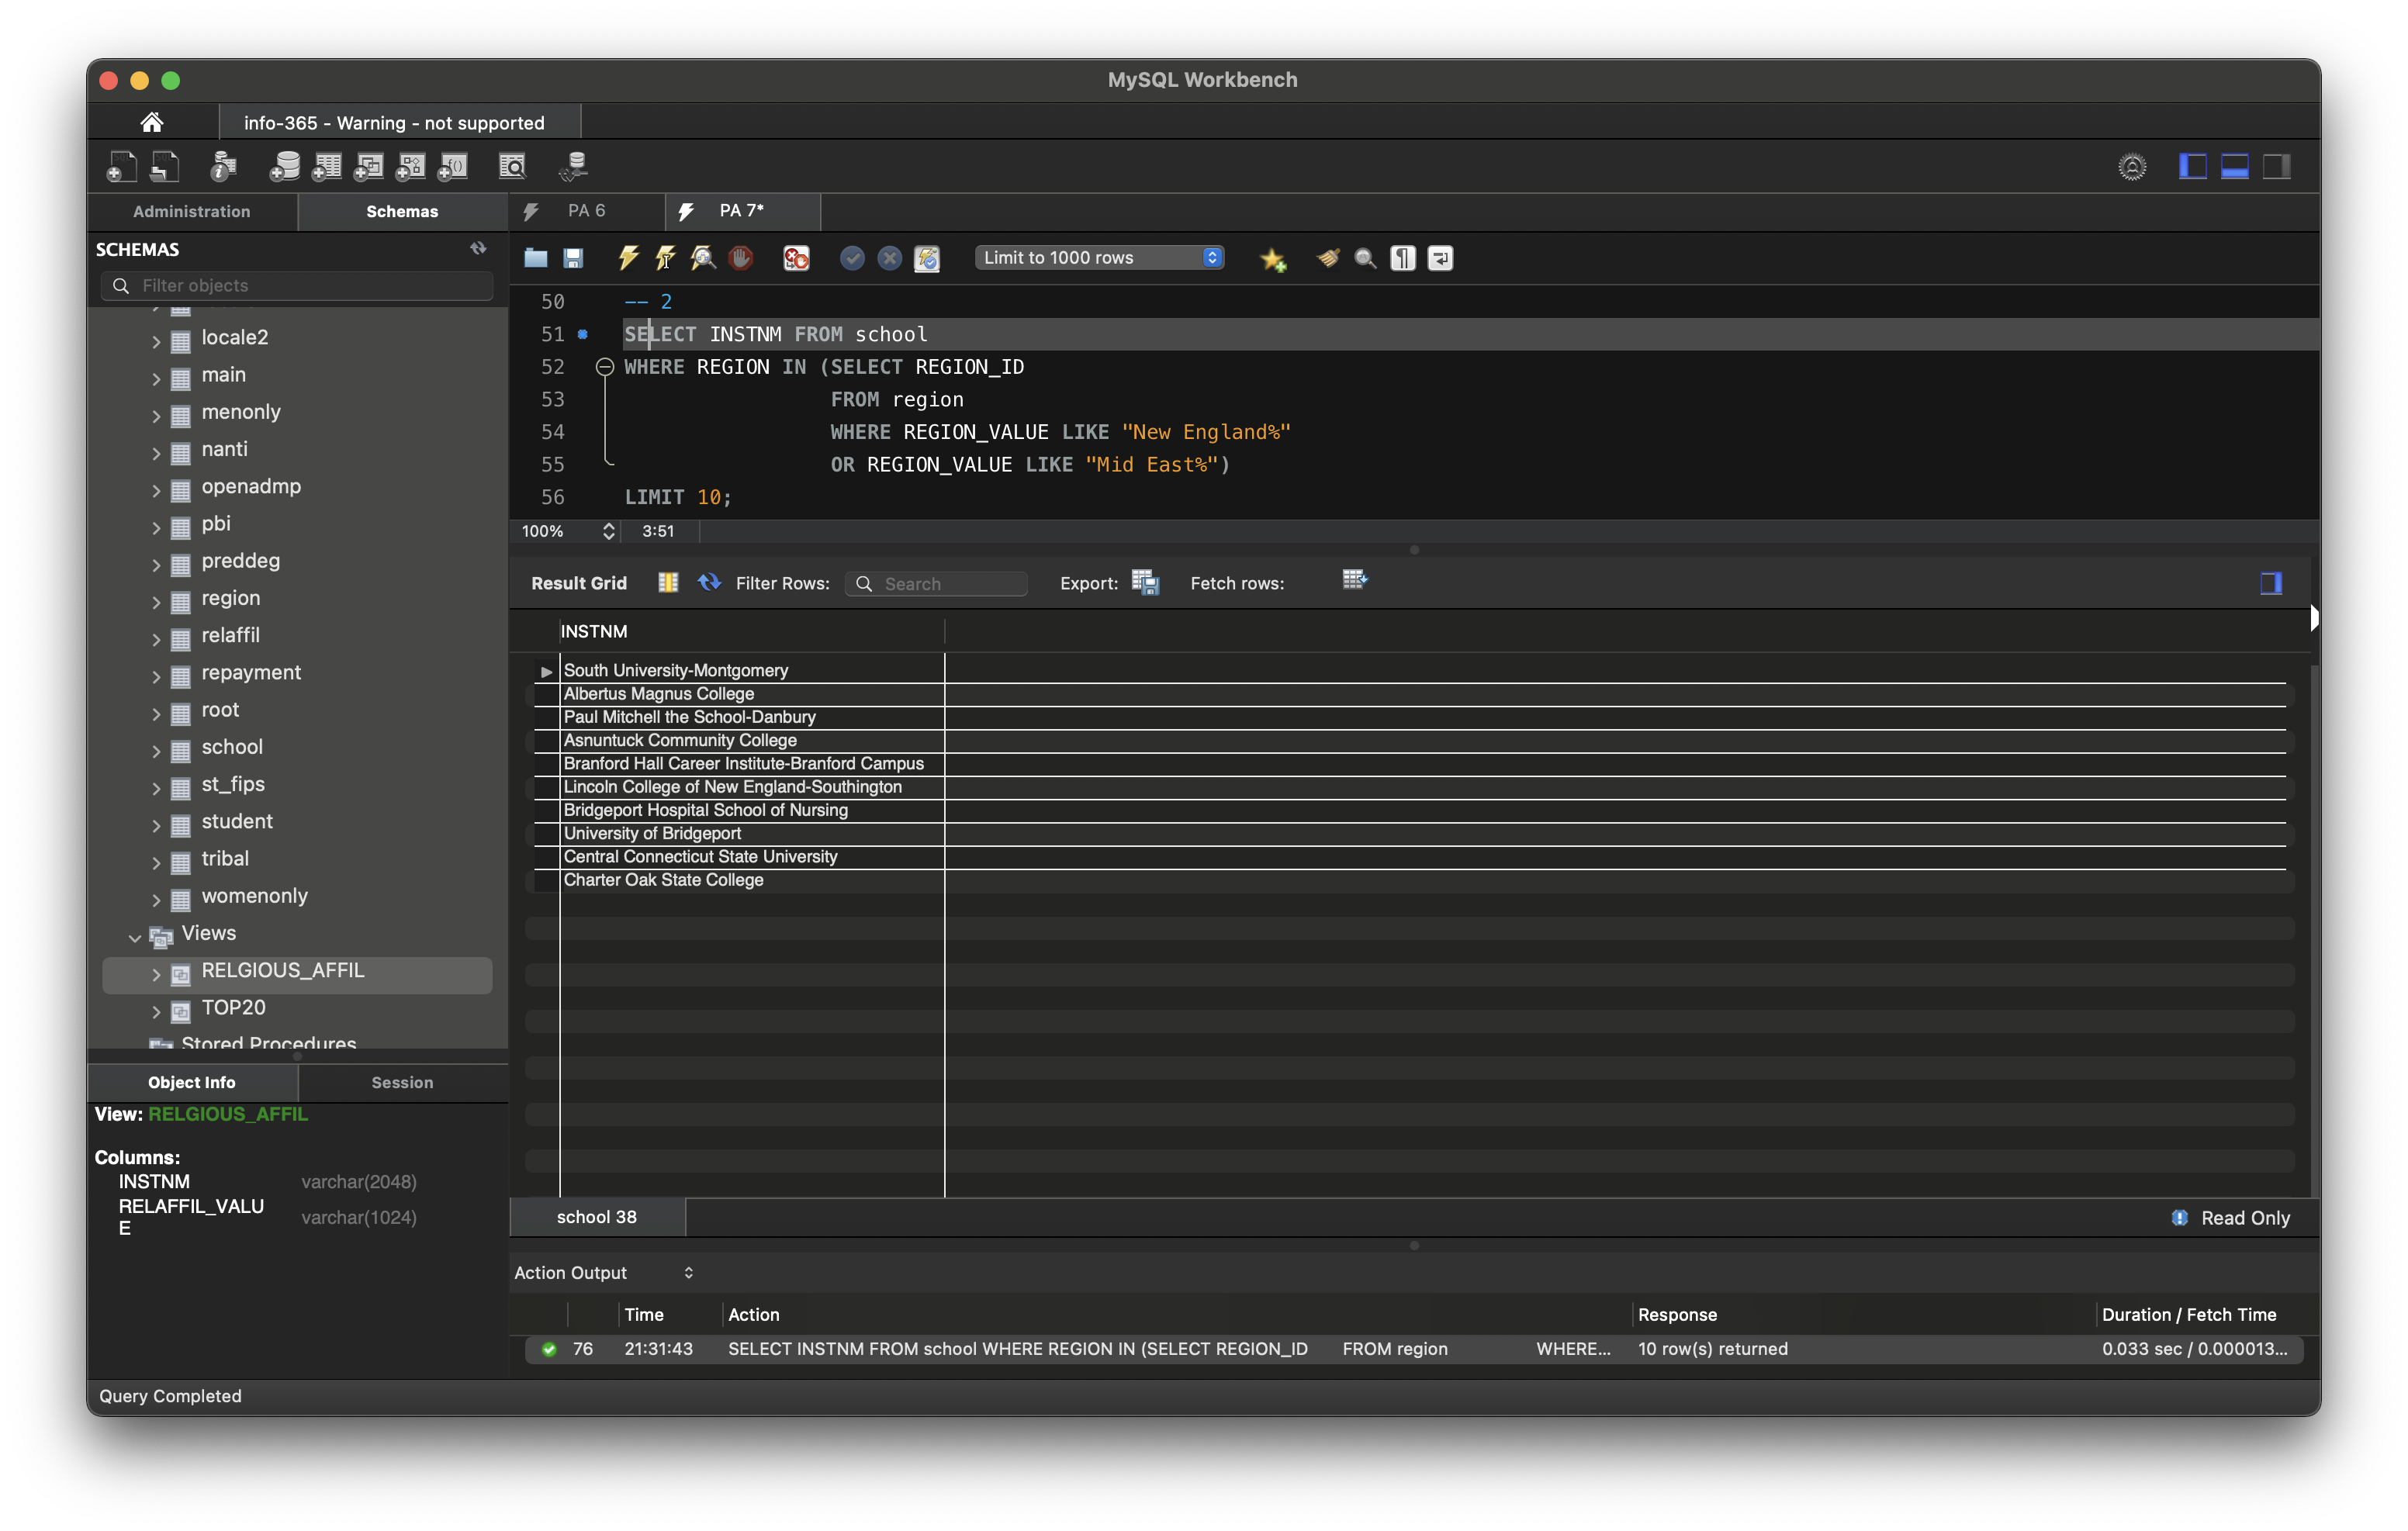 MySQL Workbench
info-365 - Warning - not supported
Administration
Schemas
PA 6
PA 7*
SCHEMAS
Filter objects
Limit to 1000 rows
locale2
main
menonly
nanti
openadmp
pbi
preddeg
region
relaffil
repayment
root
school
st_fips
student
tribal
womenonly
Views
RELGIOUS_AFFIL
TOP20
Stored Procedures
Object Info
Session
View: RELGIOUS_AFFIL
Columns:
INSTNM varchar(2048)
RELAFFIL_VALU
E varchar(1024)
50 -- 2
51 SELECT INSTNM FROM school
52 WHERE REGION IN (SELECT REGION_ID
53 FROM region
54 WHERE REGION_VALUE LIKE "New England%"
55 OR REGION_VALUE LIKE "Mid East%")
56 LIMIT 10;
100% 3:51
Result Grid Filter Rows: Search Export: Fetch rows:
INSTNM
South University-Montgomery
Albertus Magnus College
Paul Mitchell the School-Danbury
Asnuntuck Community College
Branford Hall Career Institute-Branford Campus
Lincoln College of New England-Southington
Bridgeport Hospital School of Nursing
University of Bridgeport
Central Connecticut State University
Charter Oak State College
school 38
Read Only
Action Output
Time Action Response Duration / Fetch Time
76 21:31:43 SELECT INSTNM FROM school WHERE REGION IN (SELECT REGION_ID FROM region WHERE... 10 row(s) returned 0.033 sec / 0.000013...
Query Completed